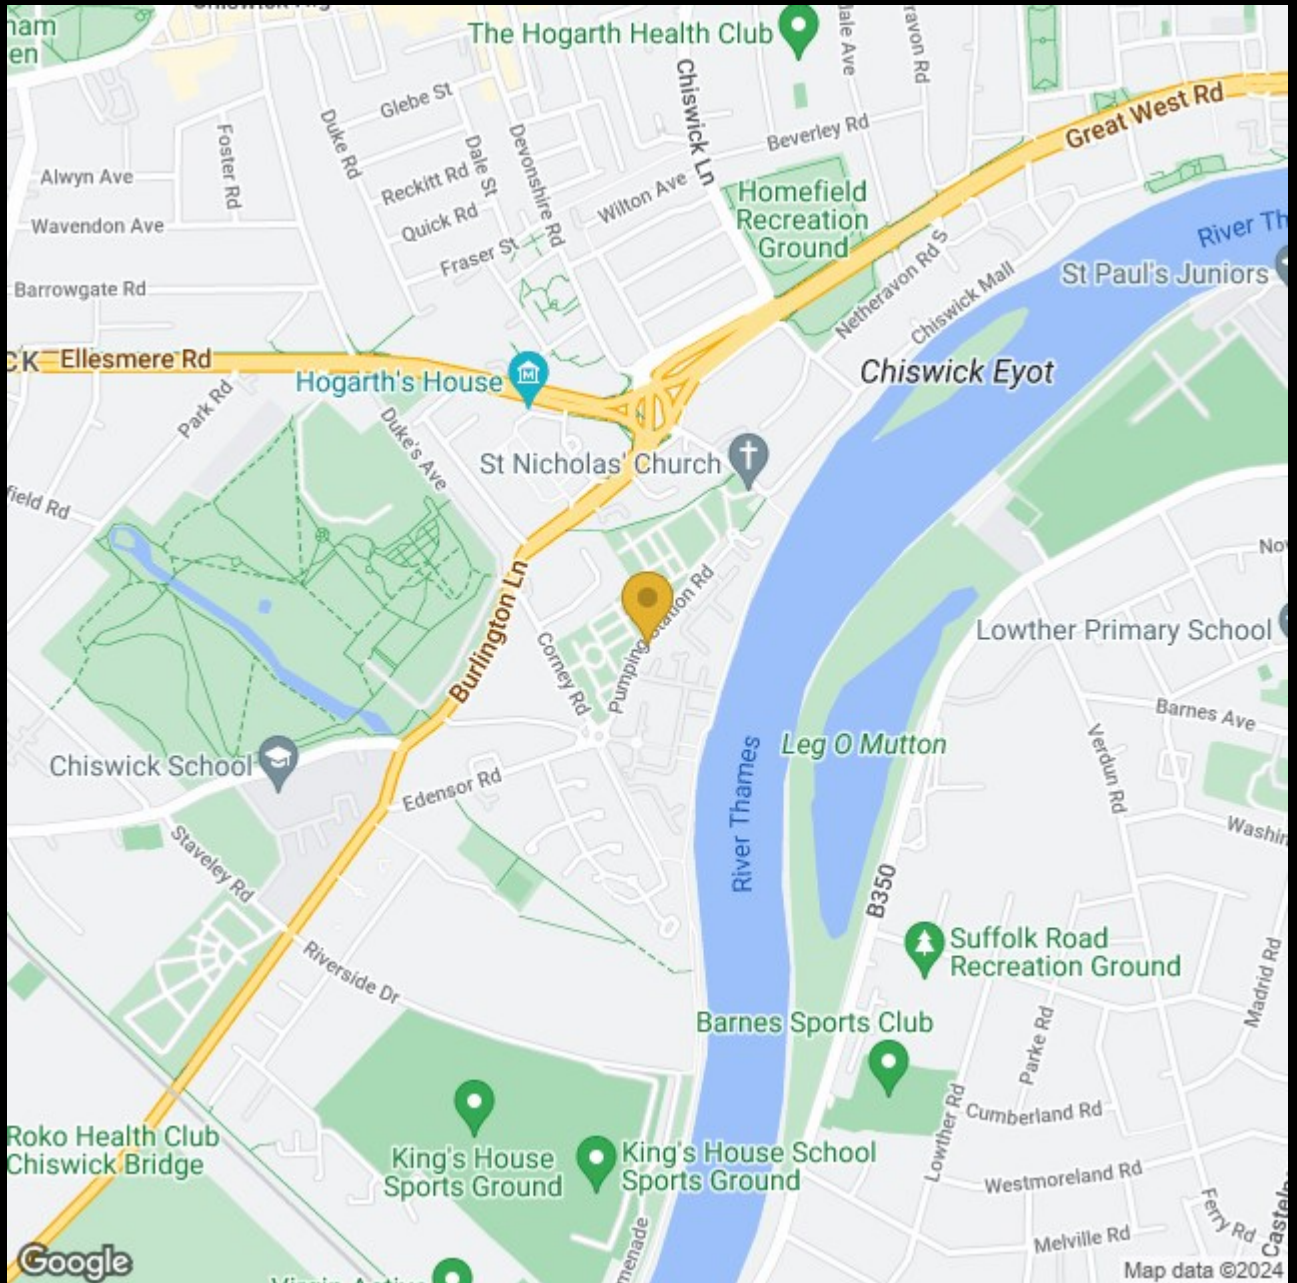 The Hogarth Health Club
Chiswick Ln
Glebe St
Duke Rd
Foster Rd
Dale St
Devonshire Rd
Beverley Rd
Great West Rd
Alwyn Ave
Reckitt Rd
Wilton Ave
Homefield
Recreation
Ground
Wavendon Ave
Quick Rd
Fraser St
River Th
Netheravon Rd S
Chiswick Mall
St Paul's Juniors
Barrowgate Rd
Ellesmere Rd
Hogarth's House
Chiswick Eyot
Park Rd
Duke's Ave
St Nicholas' Church
field Rd
Burlington Ln
Pumping Station Rd
Corney Rd
Lowther Primary School
Barnes Ave
Verdun Rd
Leg O Mutton
River Thames
Chiswick School
Edensor Rd
Staveley Rd
B350
Suffolk Road
Recreation Ground
Riverside Dr
Madrid Rd
Barnes Sports Club
Parke Rd
Cumberland Rd
Lowther Rd
Roko Health Club
Chiswick Bridge
King's House
Sports Ground
King's House School
Sports Ground
Westmoreland Rd
Ferry Rd
Melville Rd
Casteln
menade
Google
Map data ©2024